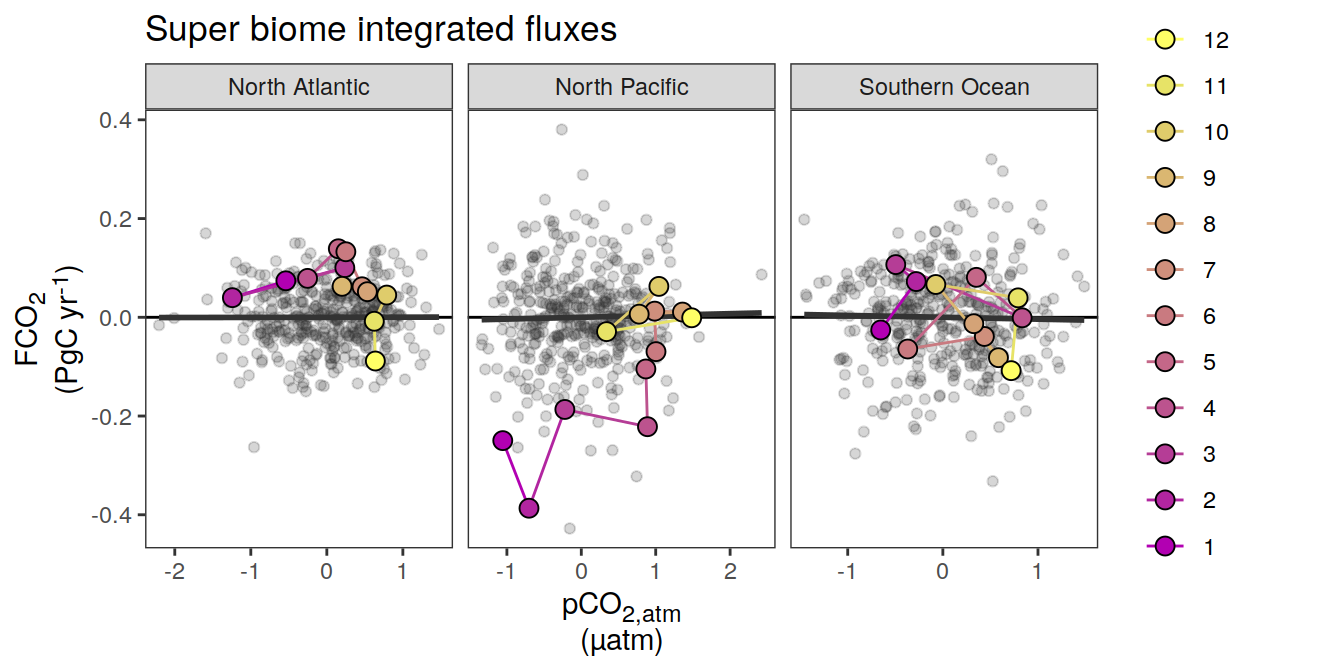 Super biome integrated fluxes
North Atlantic
North Pacific
Southern Ocean
FCO₂
(PgC yr⁻¹)
0.4
0.2
0.0
-0.2
-0.4
-2 -1 0 1
-1 0 1 2
-1 0 1
pCO₂,atm
(µatm)
12
11
10
9
8
7
6
5
4
3
2
1